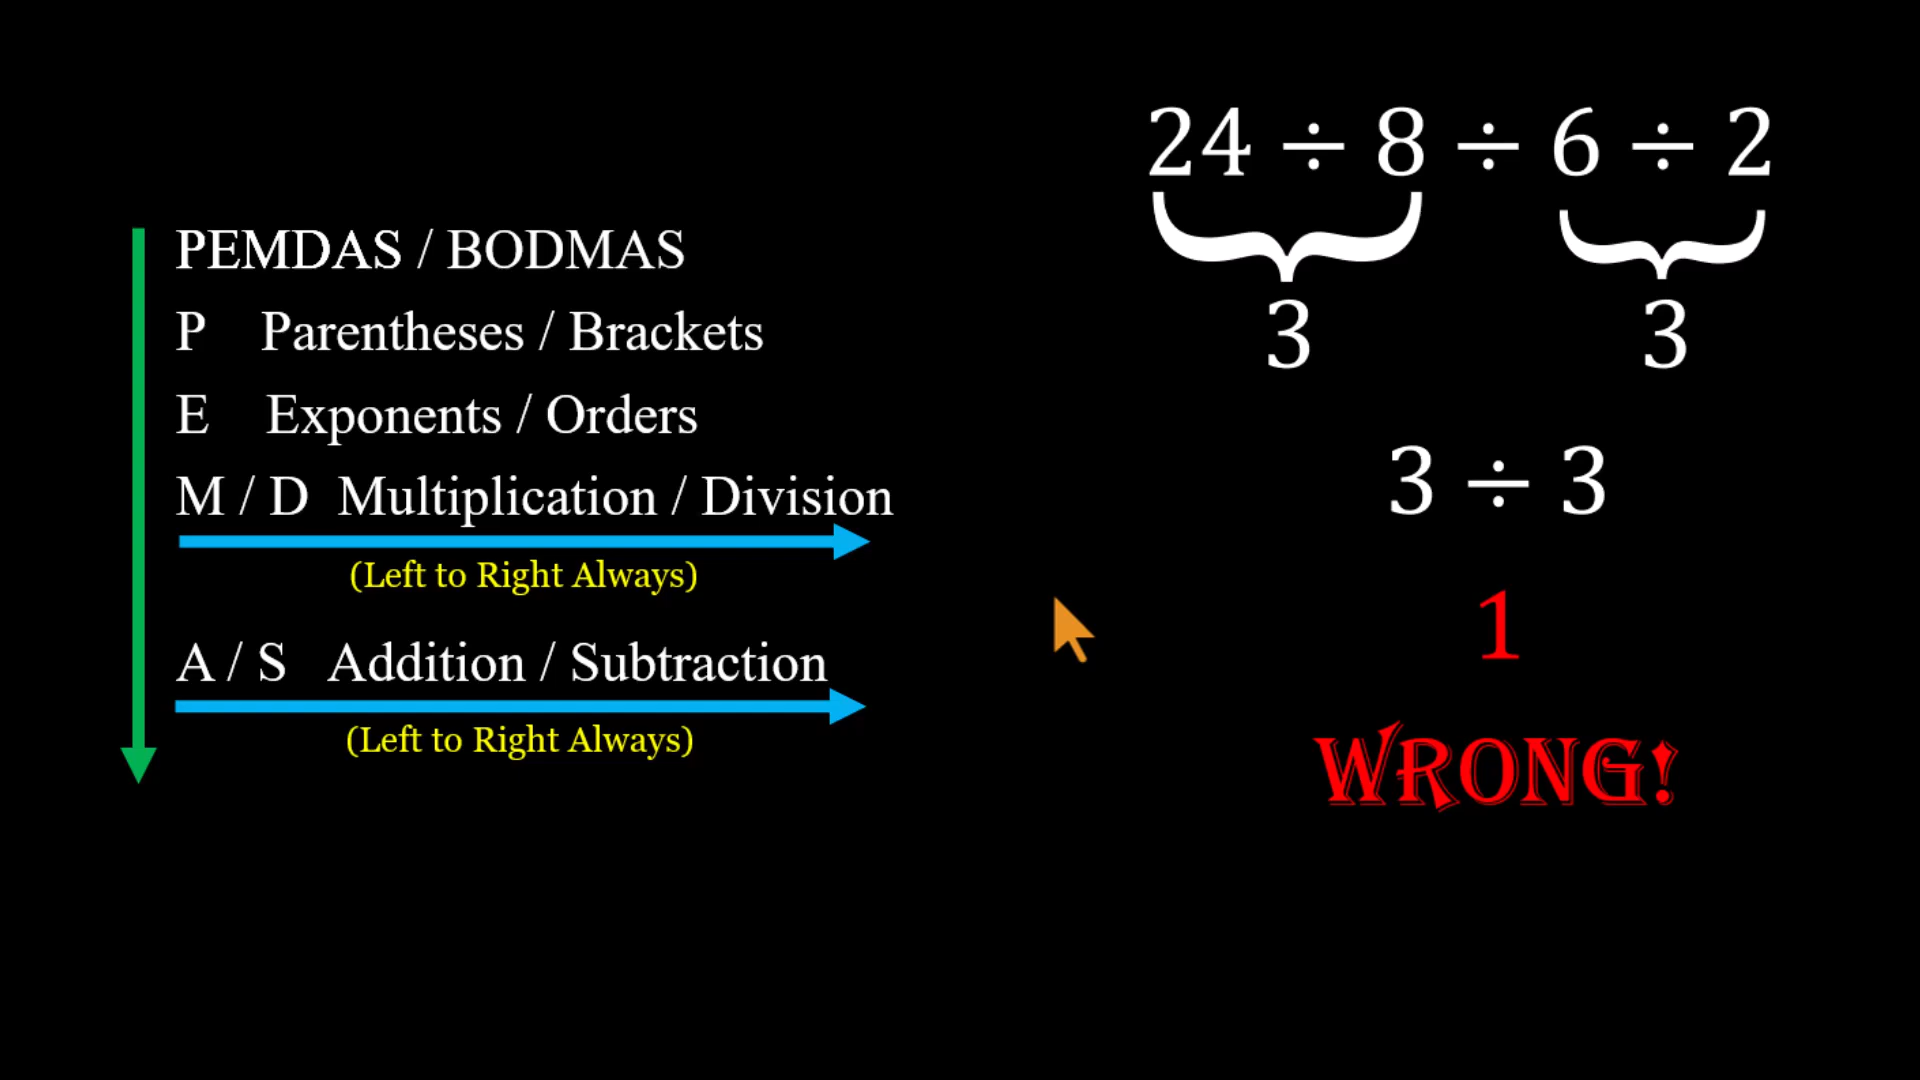 PEMDAS / BODMAS
P Parentheses / Brackets
E Exponents / Orders
M / D Multiplication / Division
(Left to Right Always)
A / S Addition / Subtraction
(Left to Right Always)
24 ÷ 8 ÷ 6 ÷ 2
3 3
3 ÷ 3
1
WRONG!